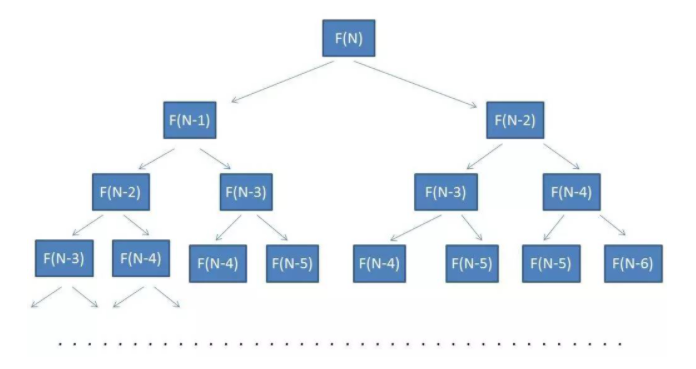 F(N)
F(N-1) F(N-2)
F(N-2) F(N-3) F(N-3) F(N-4)
F(N-3) F(N-4) F(N-4) F(N-5) F(N-4) F(N-5) F(N-5) F(N-6)
. . . . . . . . . . . . . . . . . . . . . . . . . . . . . . . . . . . . . . .